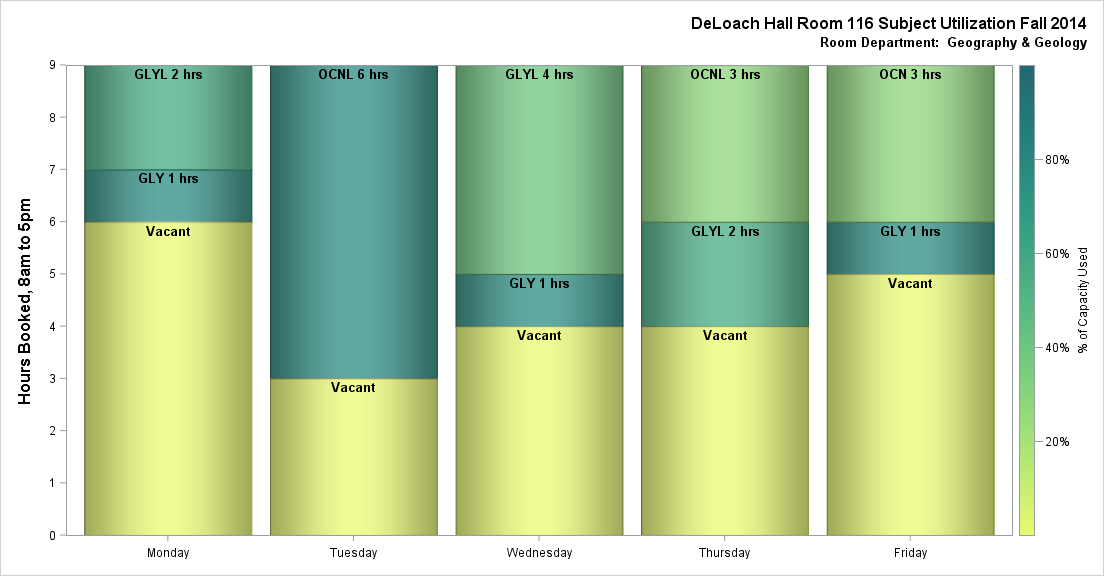 DeLoach Hall Room 116 Subject Utilization Fall 2014
Room Department:  Geography & Geology
Hours Booked, 8am to 5pm
9
8
7
6
5
4
3
2
1
0
GLYL 2 hrs
GLY 1 hrs
Vacant
OCNL 6 hrs
Vacant
GLYL 4 hrs
GLY 1 hrs
Vacant
OCNL 3 hrs
GLYL 2 hrs
Vacant
OCN 3 hrs
GLY 1 hrs
Vacant
Monday
Tuesday
Wednesday
Thursday
Friday
80%
60%
40%
20%
% of Capacity Used